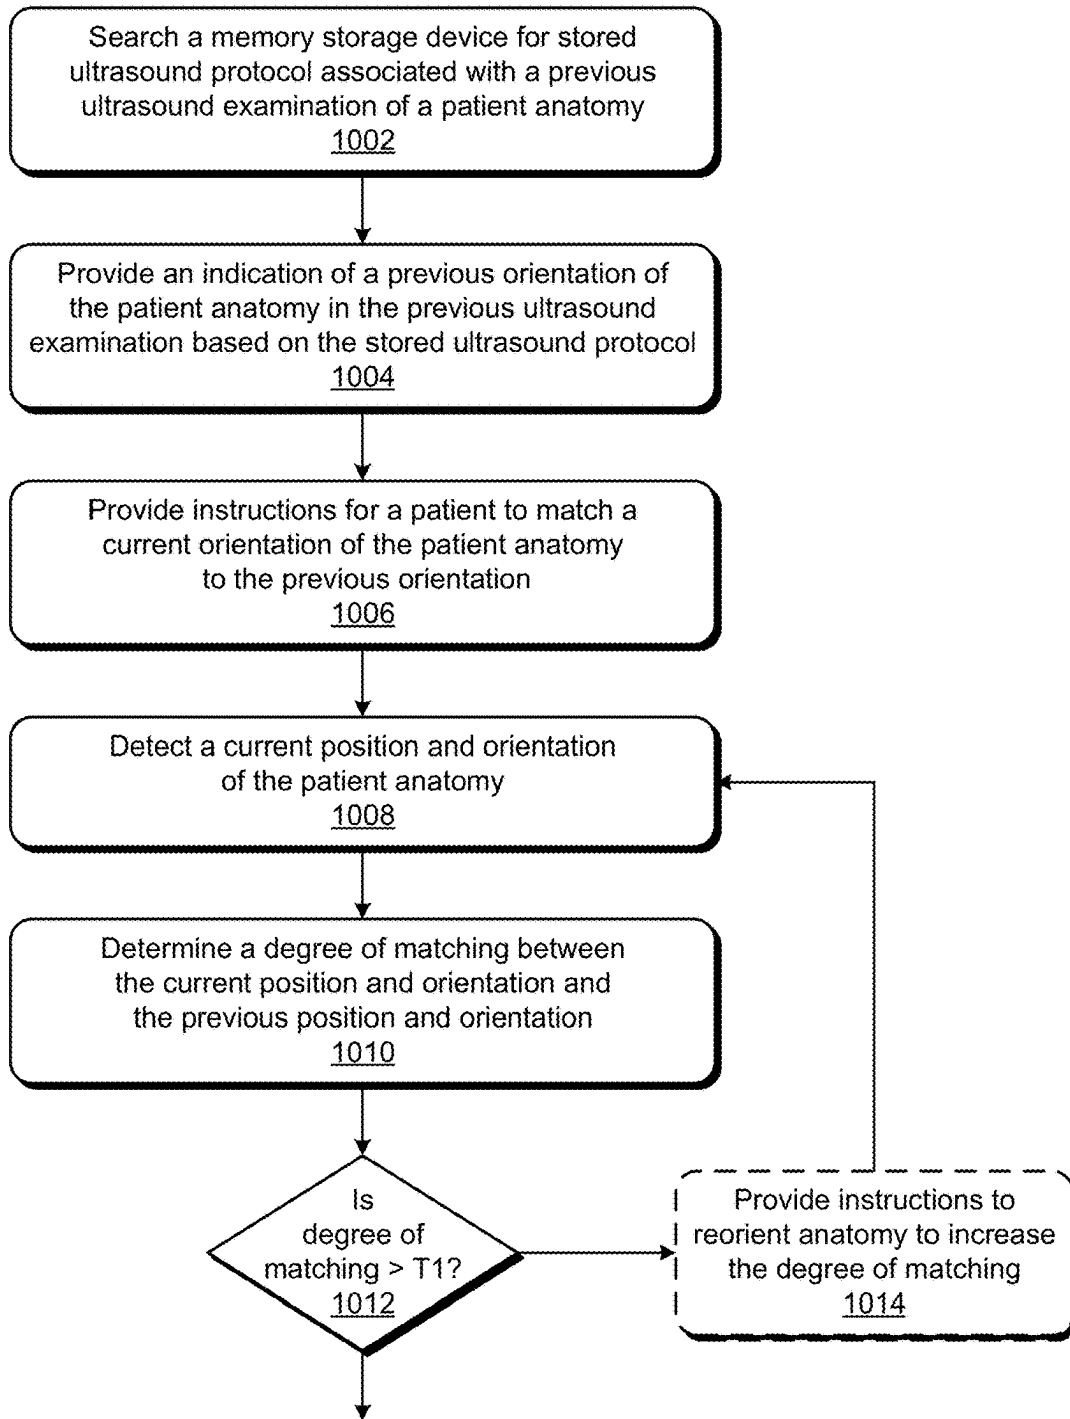 Search a memory storage device for stored
ultrasound protocol associated with a previous
ultrasound examination of a patient anatomy
1002
Provide an indication of a previous orientation of
the patient anatomy in the previous ultrasound
examination based on the stored ultrasound protocol
1004
Provide instructions for a patient to match a
current orientation of the patient anatomy
to the previous orientation
1006
Detect a current position and orientation
of the patient anatomy
1008
Determine a degree of matching between
the current position and orientation and
the previous position and orientation
1010
Is
degree of
matching > T1?
1012
Provide instructions to
reorient anatomy to increase
the degree of matching
1014